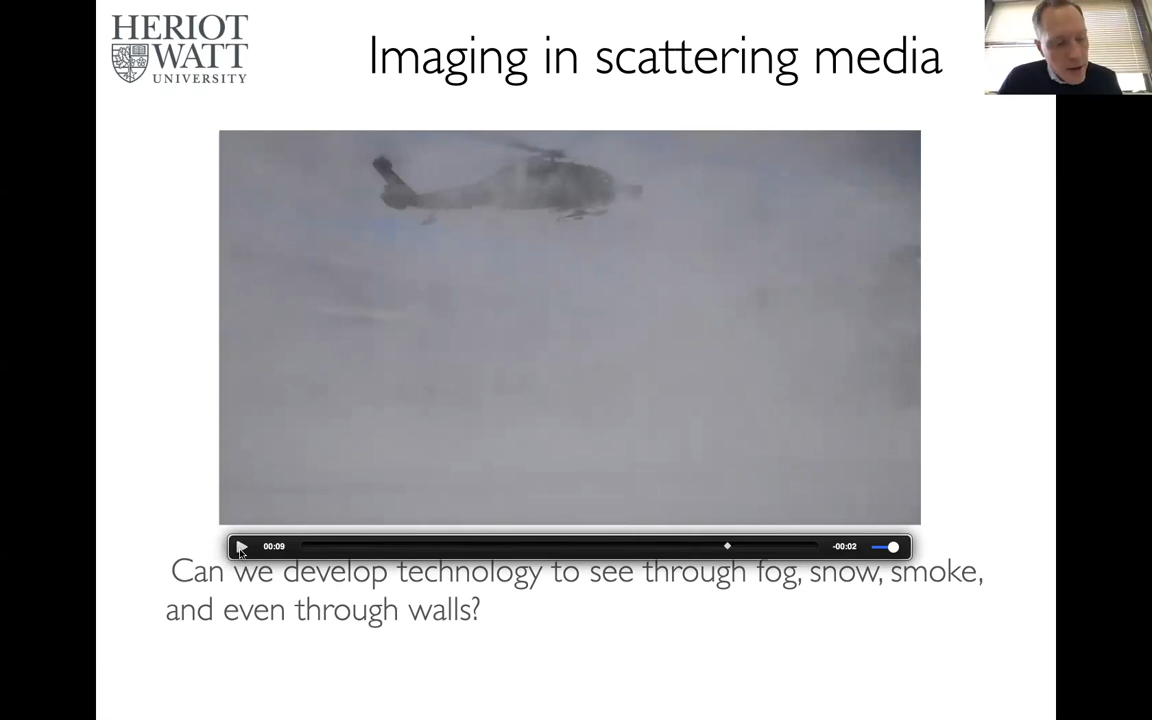 HERIOT
WATT
UNIVERSITY
Imaging in scattering media
00:09
-00:02
Can we develop technology to see through fog, snow, smoke,
and even through walls?